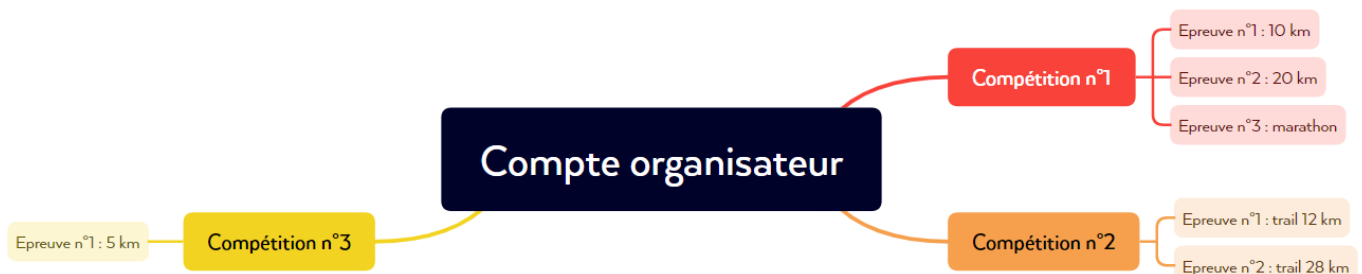 Compte organisateur
Compétition n°1
Epreuve n°1 : 10 km
Epreuve n°2 : 20 km
Epreuve n°3 : marathon
Compétition n°2
Epreuve n°1 : trail 12 km
Epreuve n°2 : trail 28 km
Compétition n°3
Epreuve n°1 : 5 km